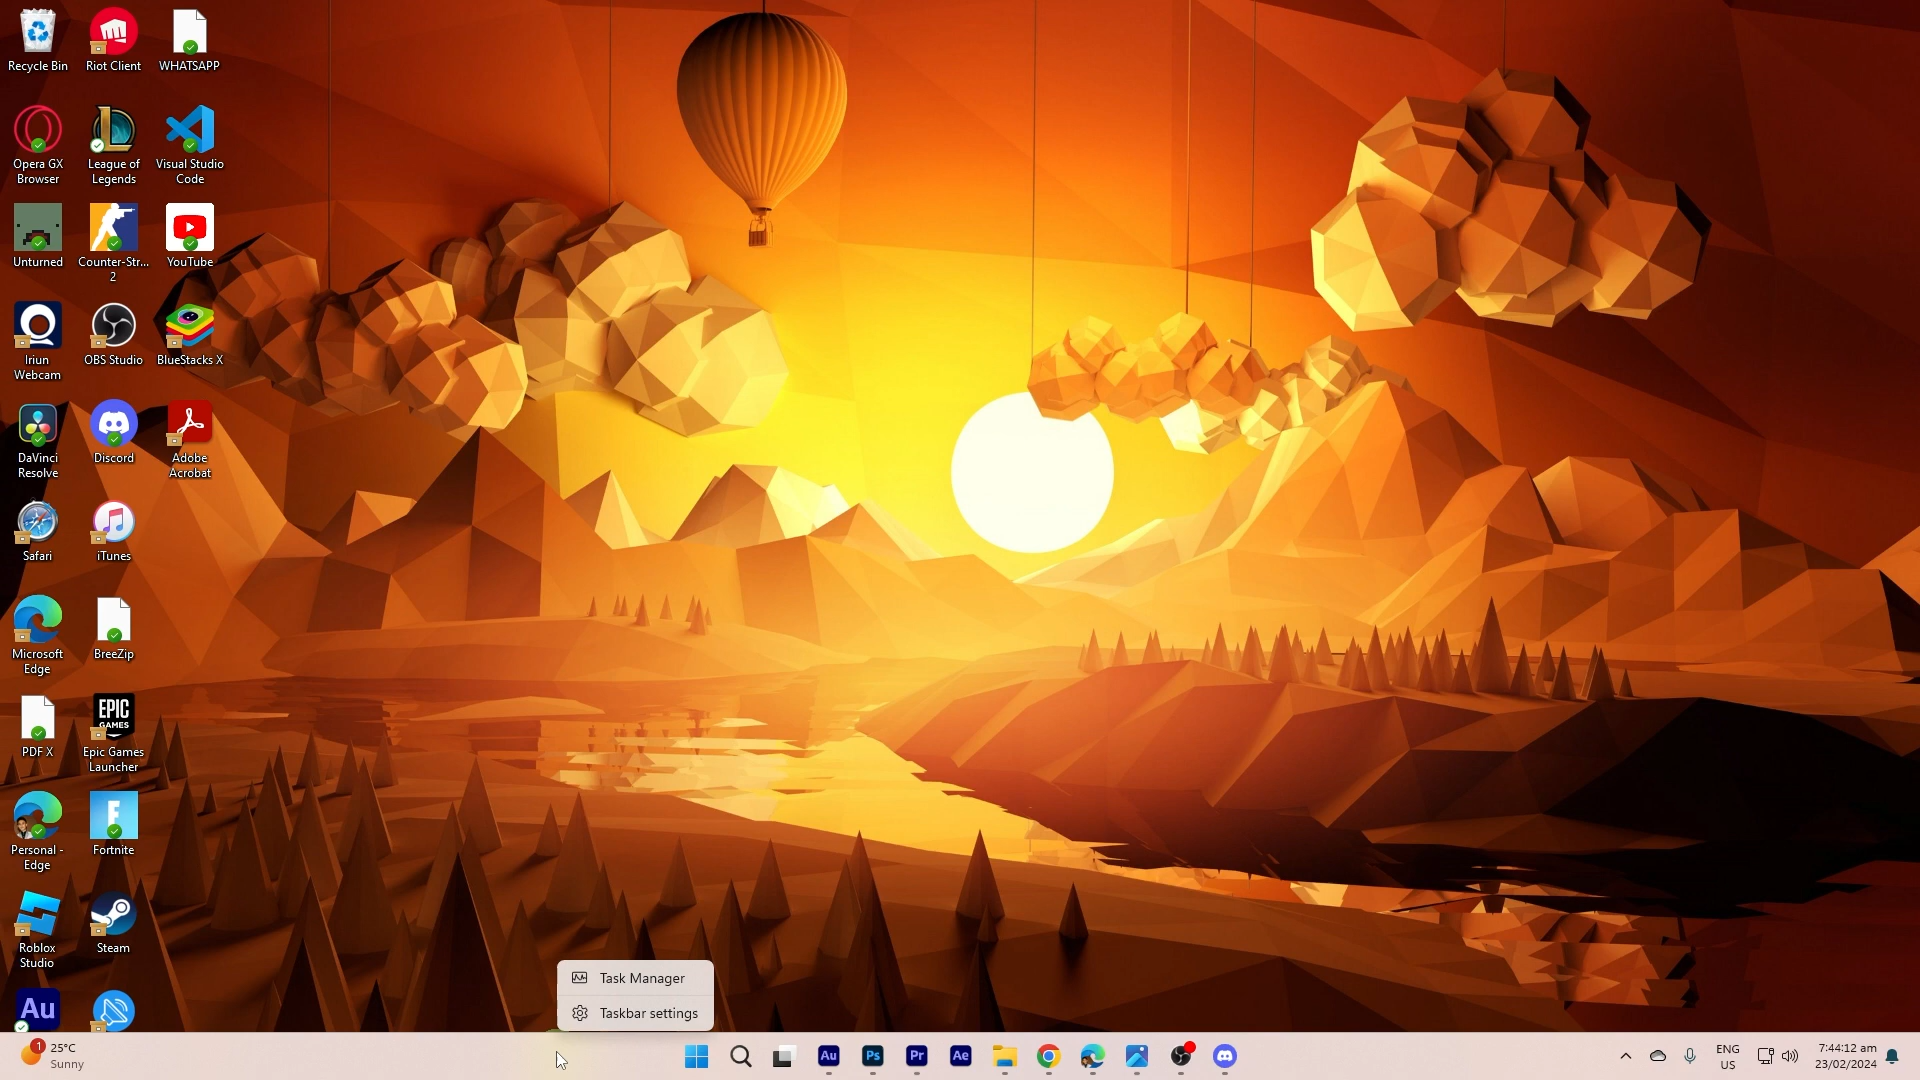 Recycle Bin
Riot Client
WHATSAPP
Opera GX
Browser
League of
Legends
Visual Studio
Code
Unturned
Counter-Str...
2
YouTube
Iriun
Webcam
OBS Studio
BlueStacks X
DaVinci
Resolve
Discord
Adobe
Acrobat
Safari
iTunes
Microsoft
Edge
BreeZip
PDF X
EPIC
GAMES
Epic Games
Launcher
Personal -
Edge
F
Fortnite
Roblox
Studio
Steam
Au
Task Manager
Taskbar settings
1
25°C
Sunny
Au
Ps
Pr
Ae
ENG
US
7:44:12 am
23/02/2024